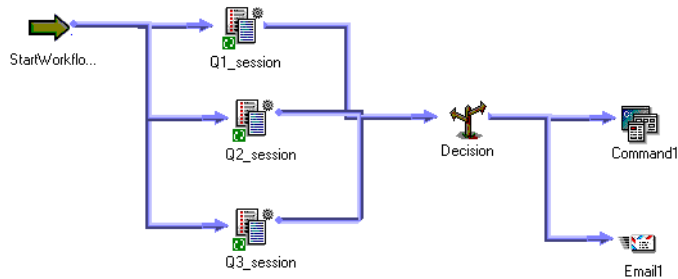 StartWorkflo...
Q1_session
Q2_session
Q3_session
Decision
Command1
Email1